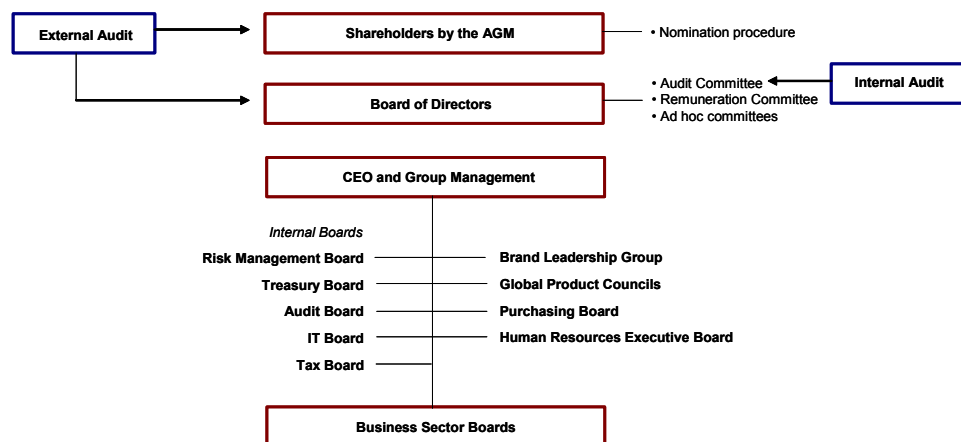 External Audit
Shareholders by the AGM
• Nomination procedure
Internal Audit
Board of Directors
• Audit Committee
• Remuneration Committee
• Ad hoc committees
CEO and Group Management
Internal Boards
Risk Management Board
Treasury Board
Audit Board
IT Board
Tax Board
Brand Leadership Group
Global Product Councils
Purchasing Board
Human Resources Executive Board
Business Sector Boards